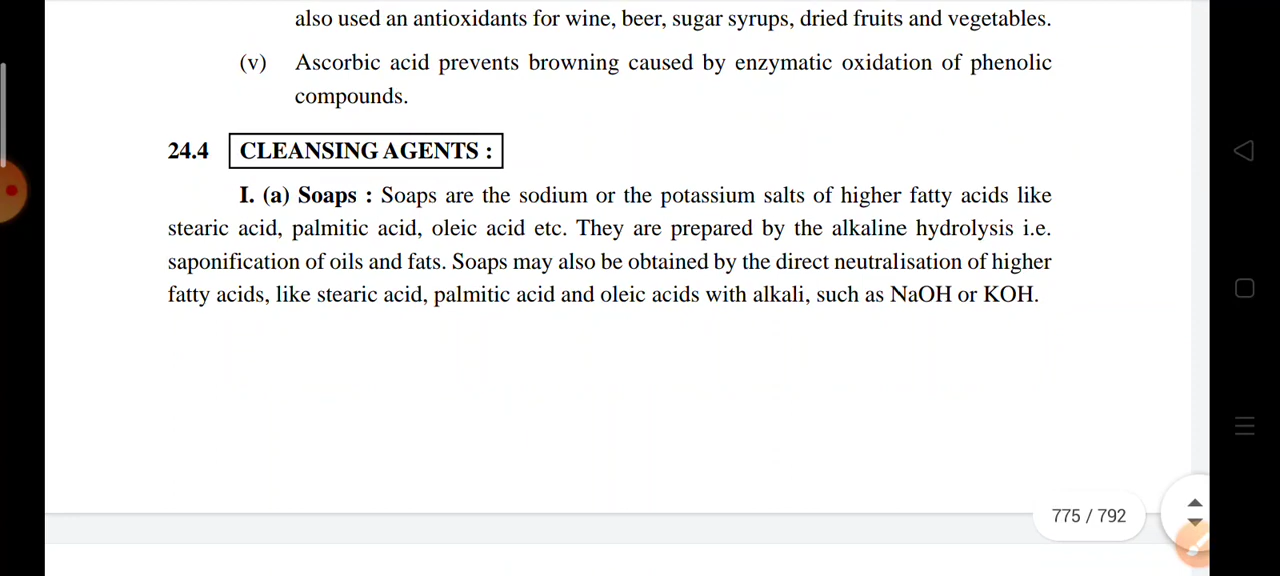 also used an antioxidants for wine, beer, sugar syrups, dried fruits and vegetables.
(v) Ascorbic acid prevents browning caused by enzymatic oxidation of phenolic
compounds.
24.4 CLEANSING AGENTS :
I. (a) Soaps : Soaps are the sodium or the potassium salts of higher fatty acids like
stearic acid, palmitic acid, oleic acid etc. They are prepared by the alkaline hydrolysis i.e.
saponification of oils and fats. Soaps may also be obtained by the direct neutralisation of higher
fatty acids, like stearic acid, palmitic acid and oleic acids with alkali, such as NaOH or KOH.
775 / 792